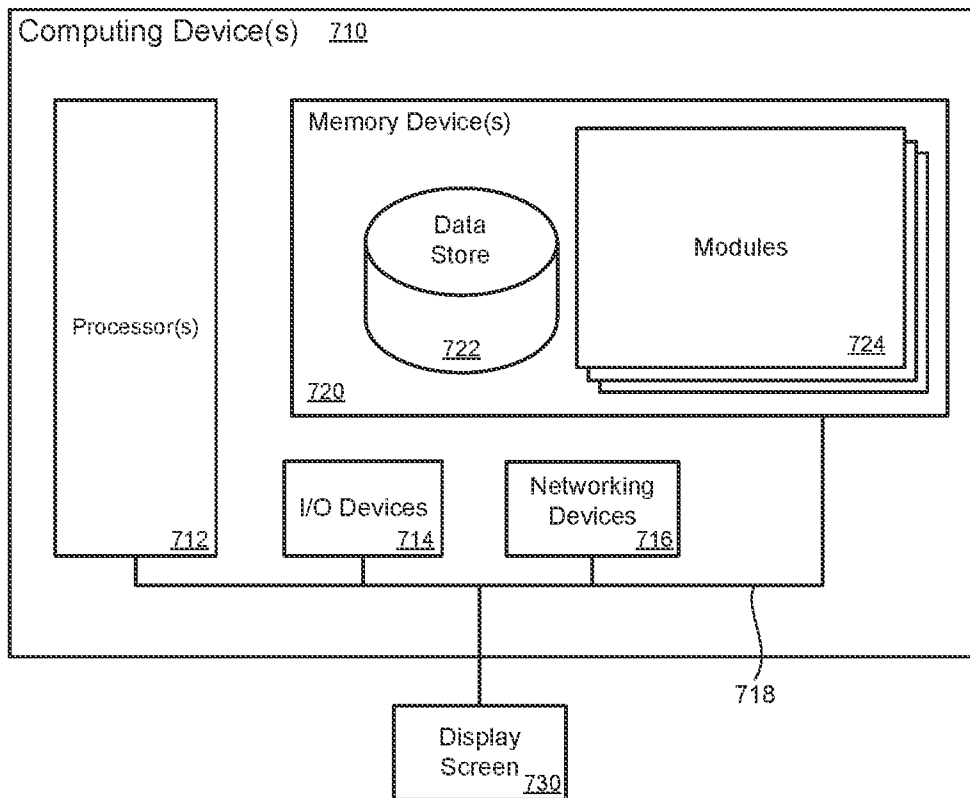 Computing Device(s) 710
Memory Device(s)
Data
Store
722
Modules
724
720
Processor(s)
712
I/O Devices
714
Networking
Devices
716
718
Display
Screen
730